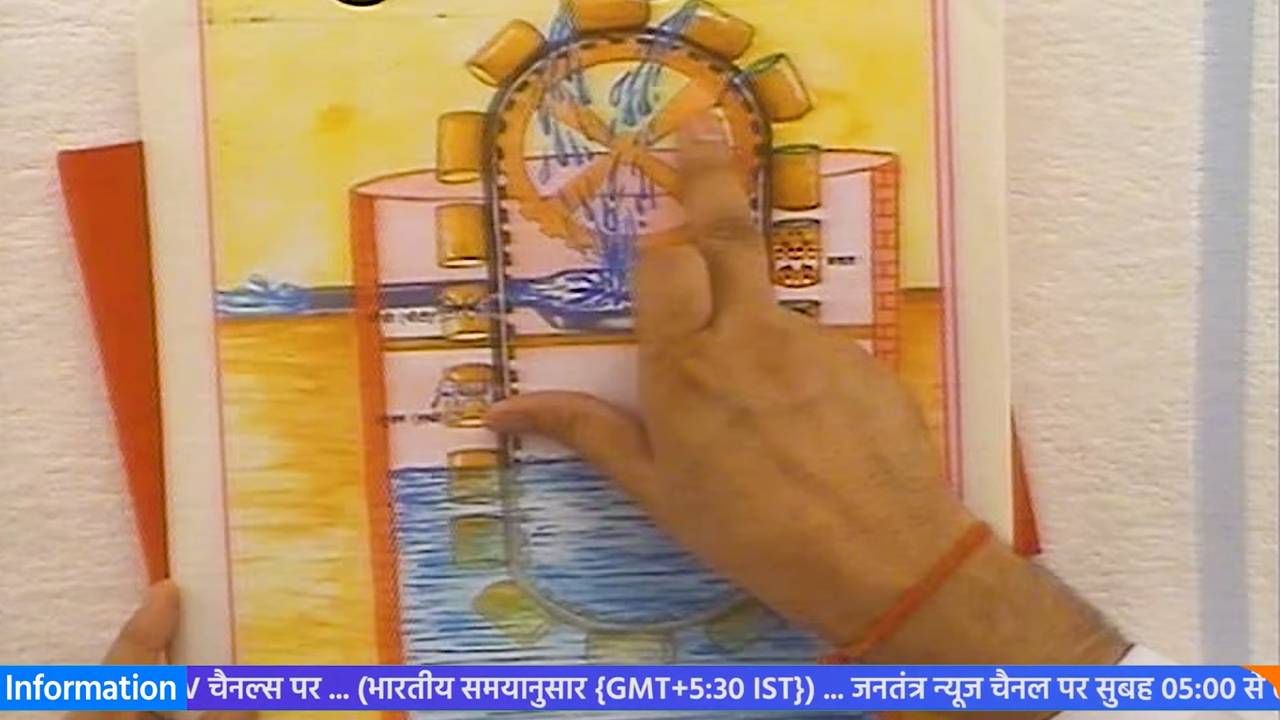 Information
V चैनल्स पर ... (भारतीय समयानुसार {GMT+5:30 IST}) ... जनतंत्र न्यूज चैनल पर सुबह 05:00 से